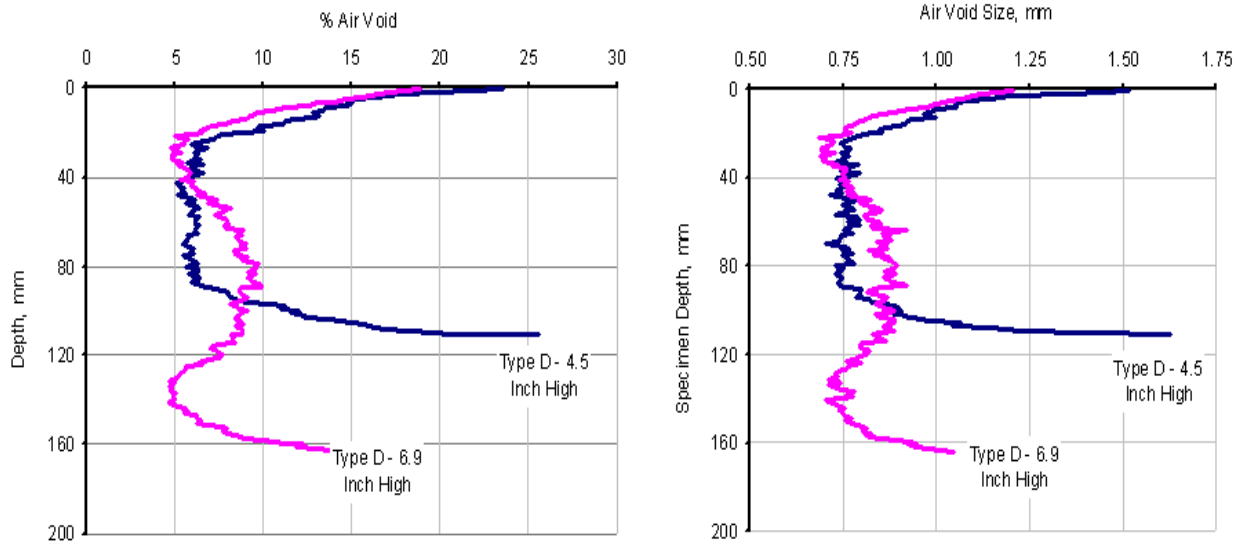 % Air Void
0 5 10 15 20 25 30
0
40
80
120
160
200
Depth, mm
Type D - 4.5
Inch High
Type D - 6.9
Inch High
Air Void Size, mm
0.50 0.75 1.00 1.25 1.50 1.75
0
40
80
120
160
200
Specimen Depth, mm
Type D - 4.5
Inch High
Type D - 6.9
Inch High